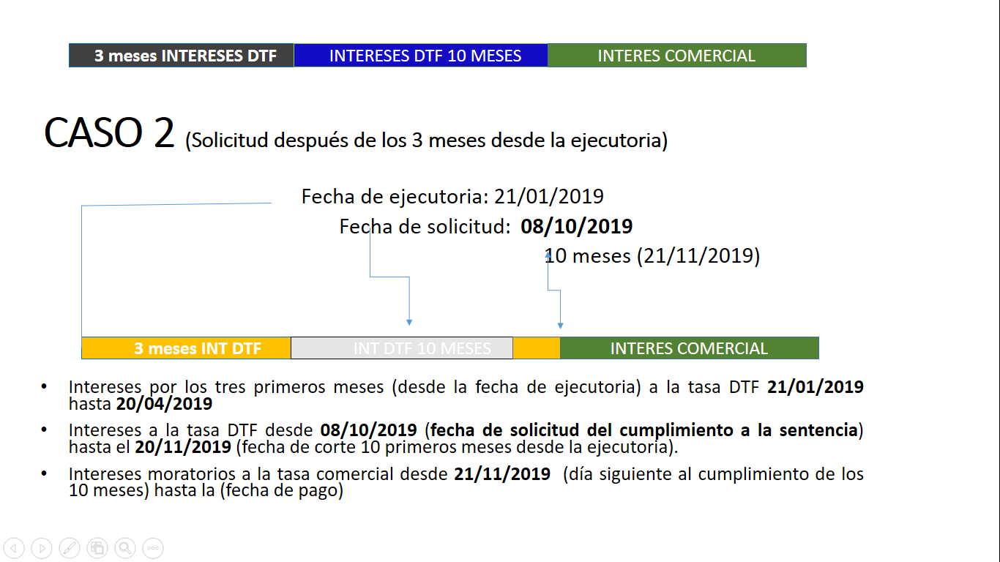 3 meses INTERESES DTF INTERESES DTF 10 MESES INTERES COMERCIAL
CASO 2 (Solicitud después de los 3 meses desde la ejecutoria)
Fecha de ejecutoria: 21/01/2019
Fecha de solicitud: 08/10/2019
10 meses (21/11/2019)
3 meses INT DTF INT DTF 10 MESES INTERES COMERCIAL
• Intereses por los tres primeros meses (desde la fecha de ejecutoria) a la tasa DTF 21/01/2019
hasta 20/04/2019
• Intereses a la tasa DTF desde 08/10/2019 (fecha de solicitud del cumplimiento a la sentencia)
hasta el 20/11/2019 (fecha de corte 10 primeros meses desde la ejecutoria).
• Intereses moratorios a la tasa comercial desde 21/11/2019 (día siguiente al cumplimiento de los
10 meses) hasta la (fecha de pago)